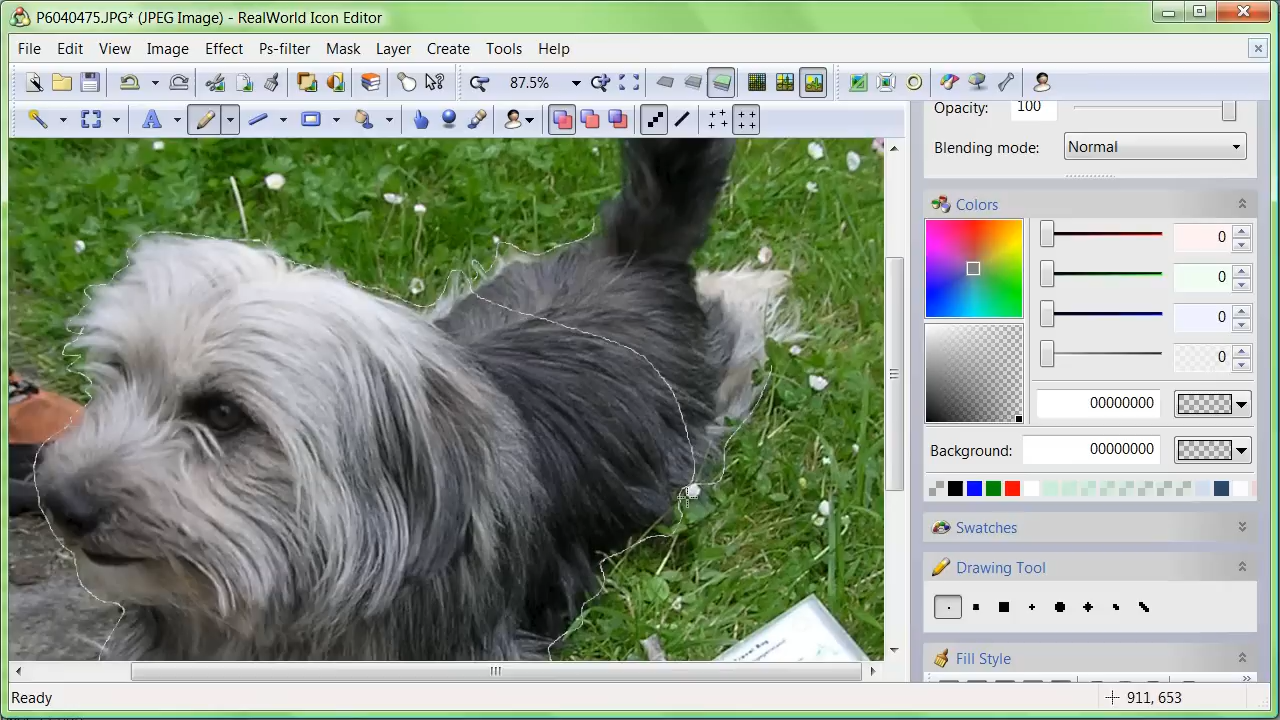 P6040475.JPG* (JPEG Image) - RealWorld Icon Editor
File Edit View Image Effect Ps-filter Mask Layer Create Tools Help
87.5%
Opacity: 100
Blending mode: Normal
Colors
0
0
0
0
00000000
Background: 00000000
Swatches
Drawing Tool
Fill Style
Travel Bug
Ready
911, 653